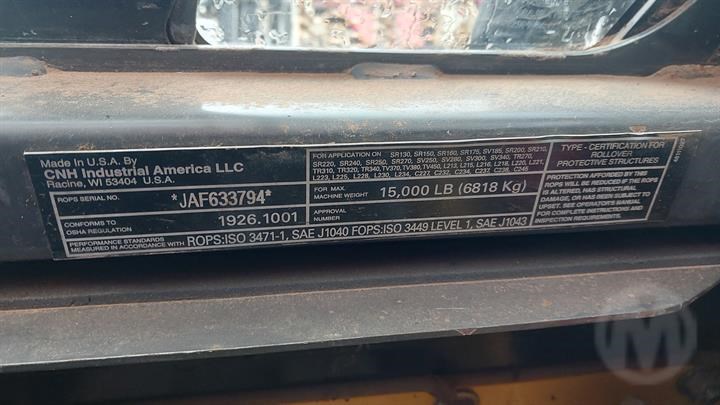 Made in U.S.A. By
CNH Industrial America LLC
Racine, WI 53404 U.S.A.
ROPS SERIAL
*JAF633794*
CONFORMS TO
OSHA REGULATION
1926.1001
PERFORMANCE STANDARDS
MEASURED IN ACCORDANCE WITH
ROPS:ISO 3471-1, SAE J1040 FOPS:ISO 3449 LEVEL 1, SAE J1043
FOR APPLICATION ON
SR130, SR150, SR160, SR175, SV185, SR200, SR210,
SR220, SR240, SR250, SR270, SV250, SV280, SV300, SV340, TR270,
TR310, TR320, TR340, TV380, TV450, L213, L215, L216, L218, L220, L221,
L223, L225, L228, L230, L234, C227, C232, C234, C237, C238, C245
FOR MAX.
MACHINE WEIGHT
15,000 LB (6818 Kg)
APPROVAL
NUMBER
TYPE - CERTIFICATION FOR
ROLLOVER
PROTECTIVE STRUCTURES
PROTECTION AFFORDED BY THIS
ROPS WILL BE REDUCED IF THE ROPS
IS ALTERED, HAS STRUCTURAL
DAMAGE, OR HAS EXPERIENCED AN
UPSET. SEE OPERATOR'S MANUAL
FOR COMPLETE INSTRUCTIONS AND
INSPECTION REQUIREMENTS.
M